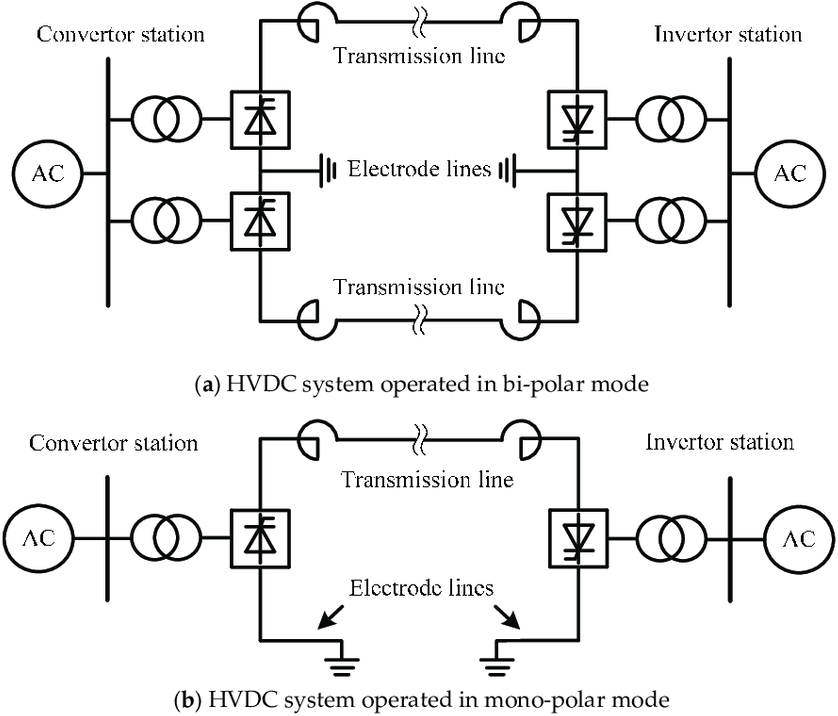 Convertor station
Transmission line
Invertor station
AC
Electrode lines
AC
Transmission line
(a) HVDC system operated in bi-polar mode
Convertor station
Transmission line
Invertor station
AC
AC
Electrode lines
(b) HVDC system operated in mono-polar mode